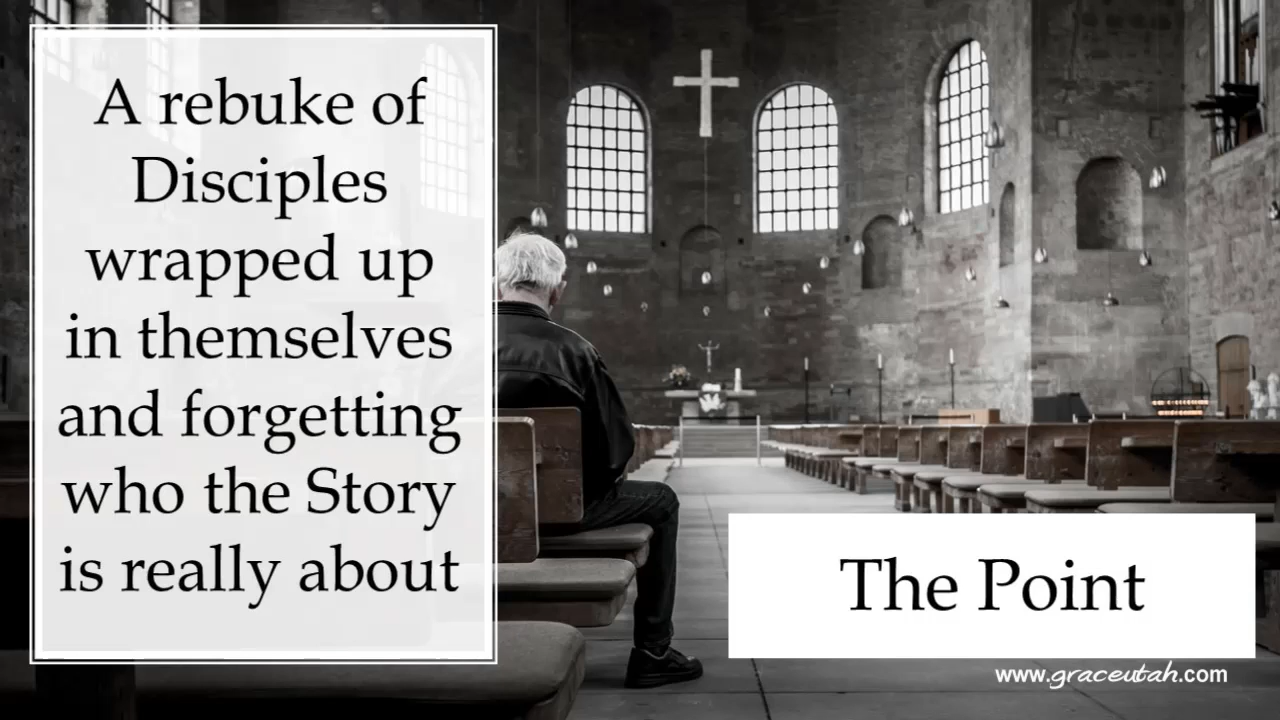 A rebuke of
Disciples
wrapped up
in themselves
and forgetting
who the Story
is really about
The Point
www.graceutah.com